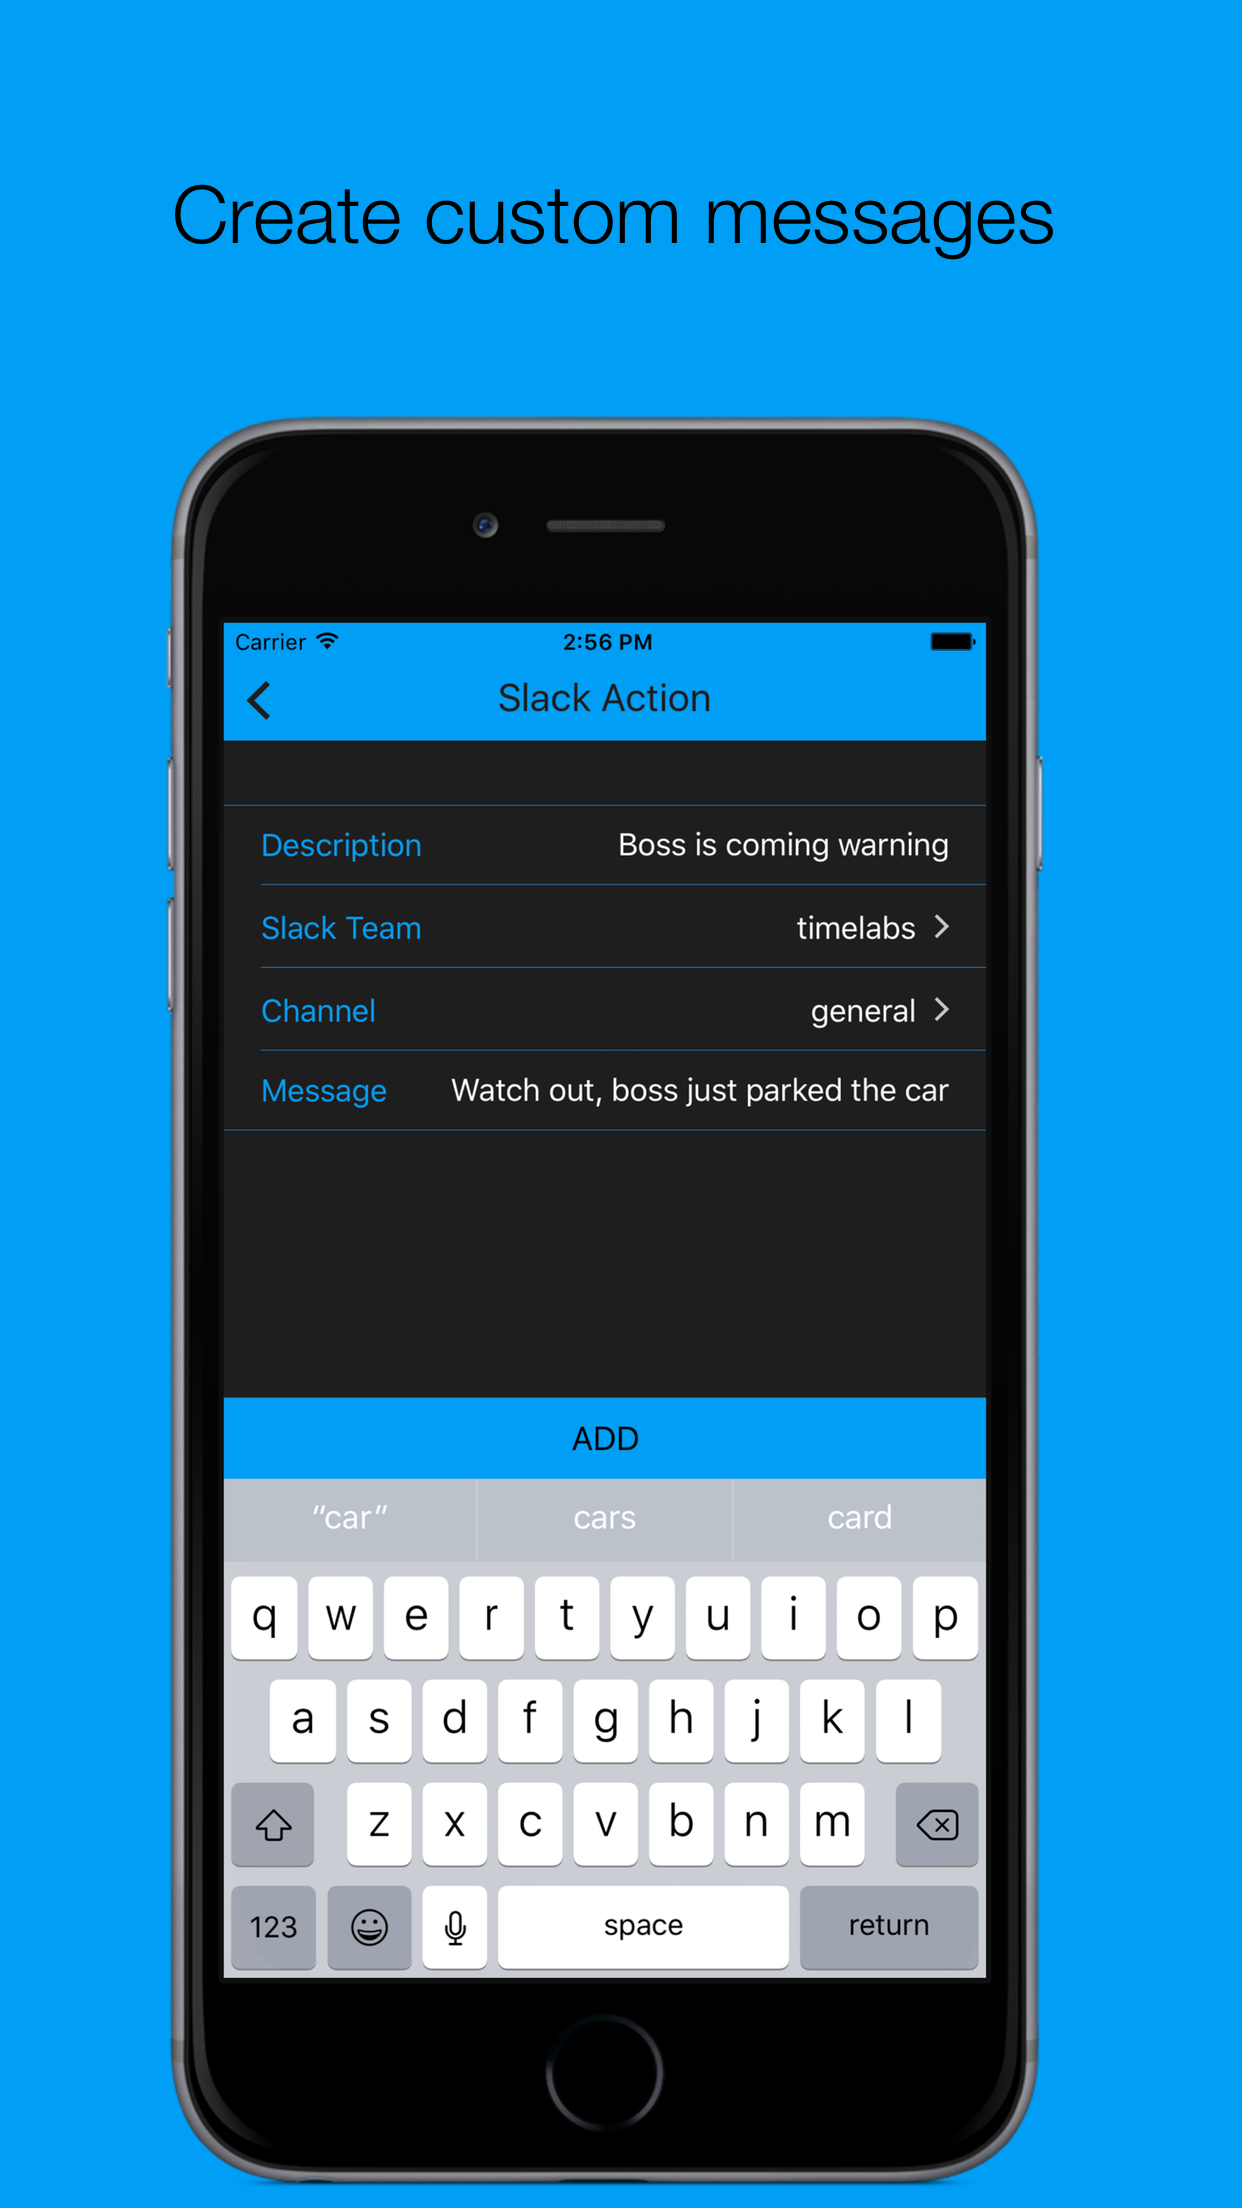 Create custom messages
Carrier 2:56 PM
Slack Action
Description Boss is coming warning
Slack Team timelabs
Channel general
Message Watch out, boss just parked the car
ADD
“car” cars card
q w e r t y u i o p
a s d f g h j k l
z x c v b n m
123 space return